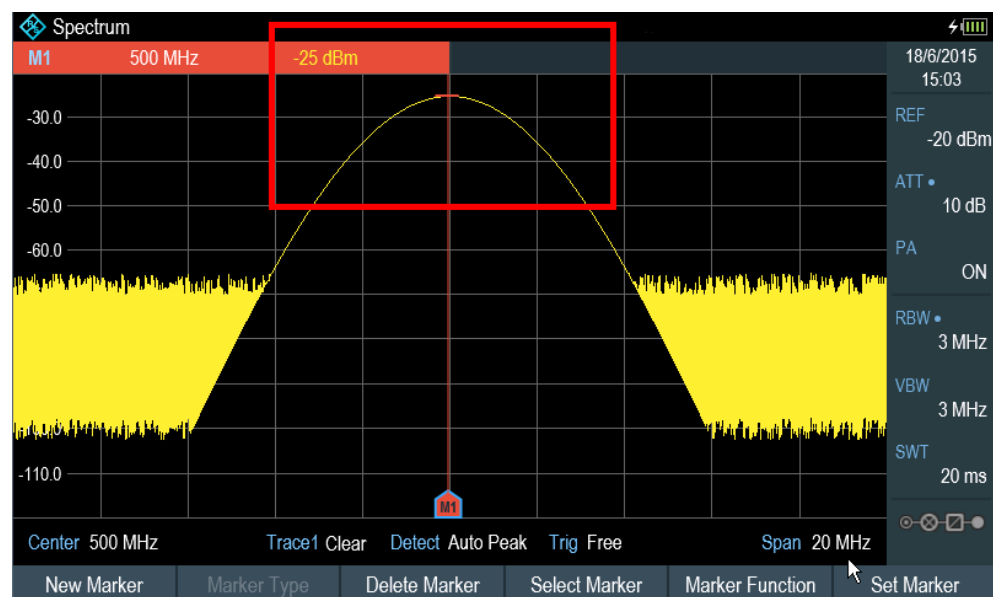 Spectrum
M1 500 MHz -25 dBm
18/6/2015
15:03
-30.0
-40.0
-50.0
-60.0
-110.0
M1
REF
-20 dBm
ATT
10 dB
PA
ON
RBW
3 MHz
VBW
3 MHz
SWT
20 ms
Center 500 MHz Trace1 Clear Detect Auto Peak Trig Free Span 20 MHz
New Marker Marker Type Delete Marker Select Marker Marker Function Set Marker